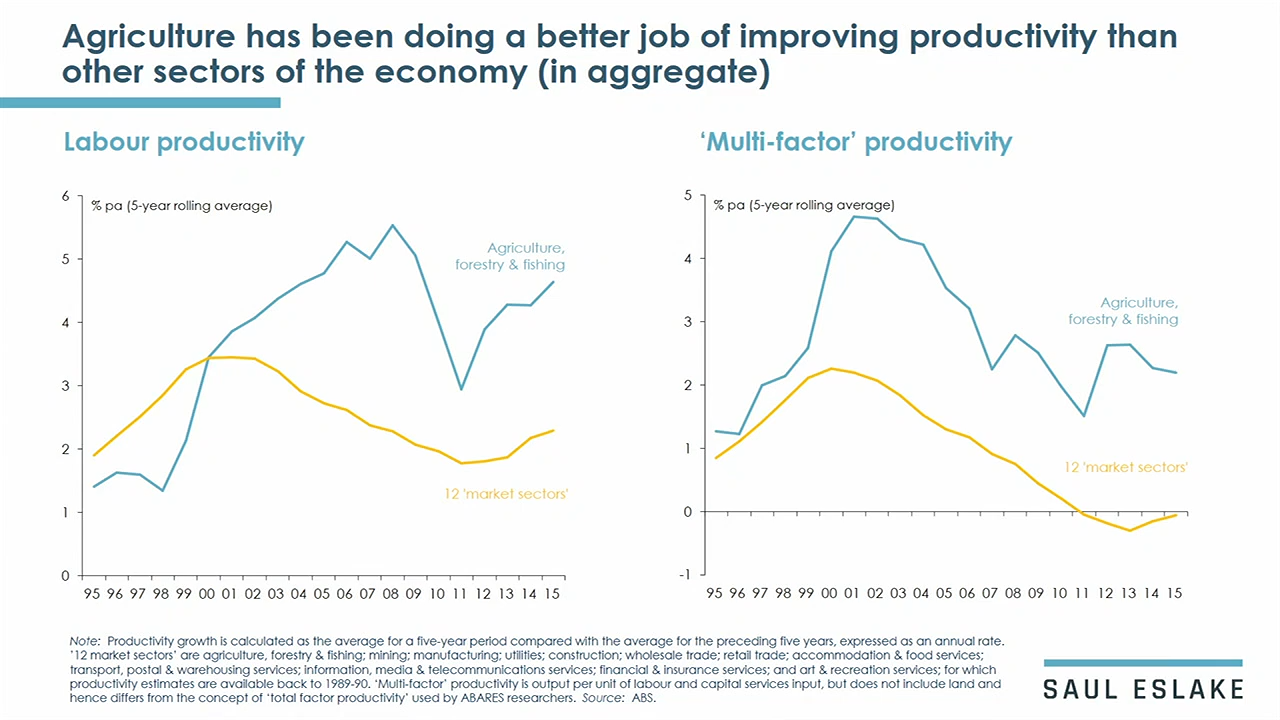 Agriculture has been doing a better job of improving productivity than
other sectors of the economy (in aggregate)
Labour productivity
6
% pa (5-year rolling average)
5
Agriculture,
forestry & fishing
4
3
2
12 'market sectors'
1
0
95 96 97 98 99 00 01 02 03 04 05 06 07 08 09 10 11 12 13 14 15
‘Multi-factor’ productivity
5
% pa (5-year rolling average)
4
Agriculture,
forestry & fishing
3
2
1
12 'market sectors'
0
-1
95 96 97 98 99 00 01 02 03 04 05 06 07 08 09 10 11 12 13 14 15
Note: Productivity growth is calculated as the average for a five-year period compared with the average for the preceding five years, expressed as an annual rate.
'12 market sectors' are agriculture, forestry & fishing; mining; manufacturing; utilities; construction; wholesale trade; retail trade; accommodation & food services;
transport, postal & warehousing services; information, media & telecommunications services; financial & insurance services; and art & recreation services; for which
productivity estimates are available back to 1989-90. ‘Multi-factor’ productivity is output per unit of labour and capital services input, but does not include land and
hence differs from the concept of ‘total factor productivity’ used by ABARES researchers. Source: ABS.
SAUL ESLAKE